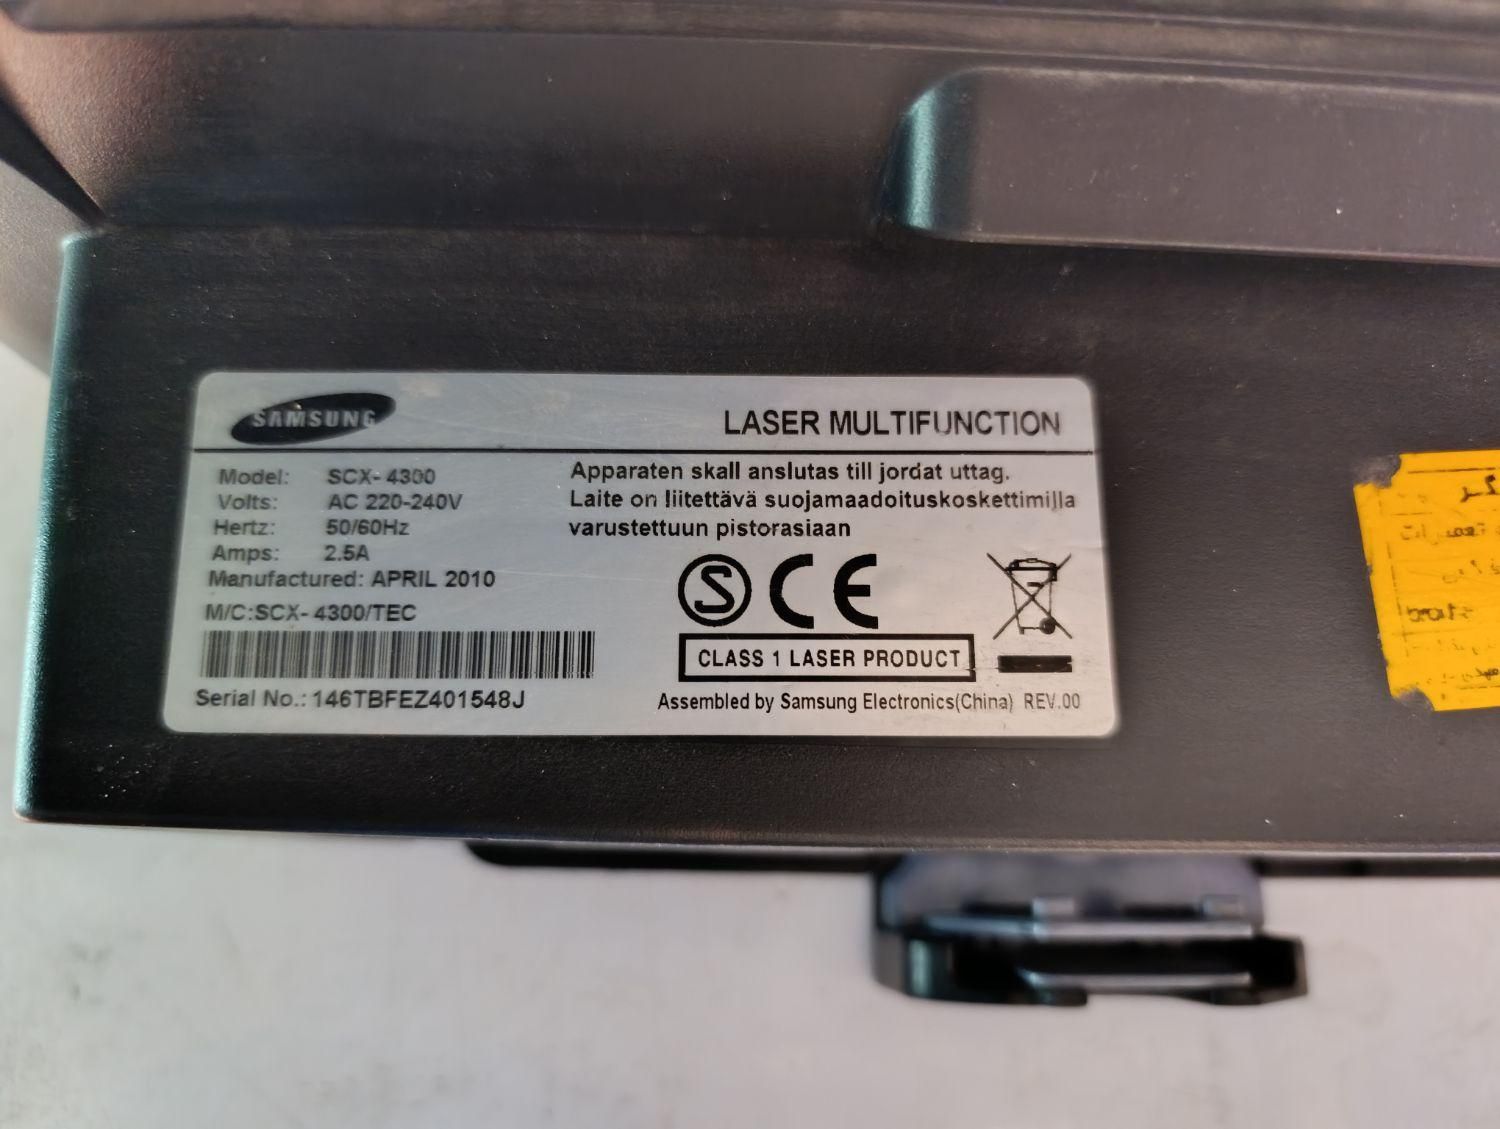 SAMSUNG
LASER MULTIFUNCTION
Model: SCX- 4300
Volts: AC 220-240V
Hertz: 50/60Hz
Amps: 2.5A
Manufactured: APRIL 2010
M/C:SCX- 4300/TEC
Serial No.: 146TBFEZ401548J
Apparaten skall anslutas till jordat uttag.
Laite on liitettävä suojamaadoituskoskettimilla
varustettuun pistorasiaan
S CE
CLASS 1 LASER PRODUCT
Assembled by Samsung Electronics(China) REV.00